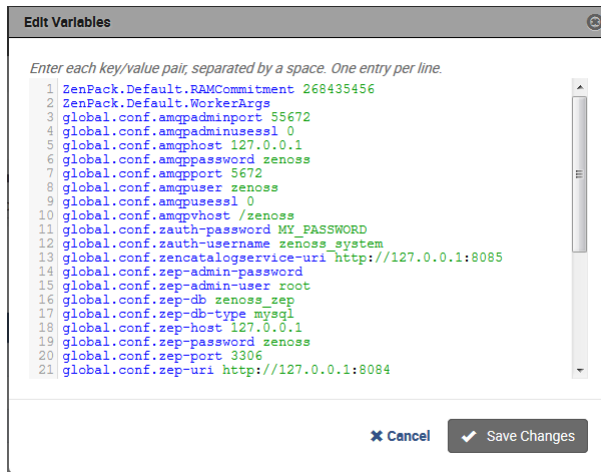 Edit Variables
Enter each key/value pair, separated by a space. One entry per line.
1 ZenPack.Default.RAMCommitment 268435456
2 ZenPack.Default.WorkerArgs
3 global.conf.amqpadminport 55672
4 global.conf.amqpadminusessl 0
5 global.conf.amqphost 127.0.0.1
6 global.conf.amqppassword zenoss
7 global.conf.amqpport 5672
8 global.conf.amqpuser zenoss
9 global.conf.amqpusessl 0
10 global.conf.amqpvhost /zenoss
11 global.conf.zauth-password MY_PASSWORD
12 global.conf.zauth-username zenoss_system
13 global.conf.zencatalogservice-uri http://127.0.0.1:8085
14 global.conf.zep-admin-password
15 global.conf.zep-admin-user root
16 global.conf.zep-db zenoss_zep
17 global.conf.zep-db-type mysql
18 global.conf.zep-host 127.0.0.1
19 global.conf.zep-password zenoss
20 global.conf.zep-port 3306
21 global.conf.zep-uri http://127.0.0.1:8084
Cancel
Save Changes